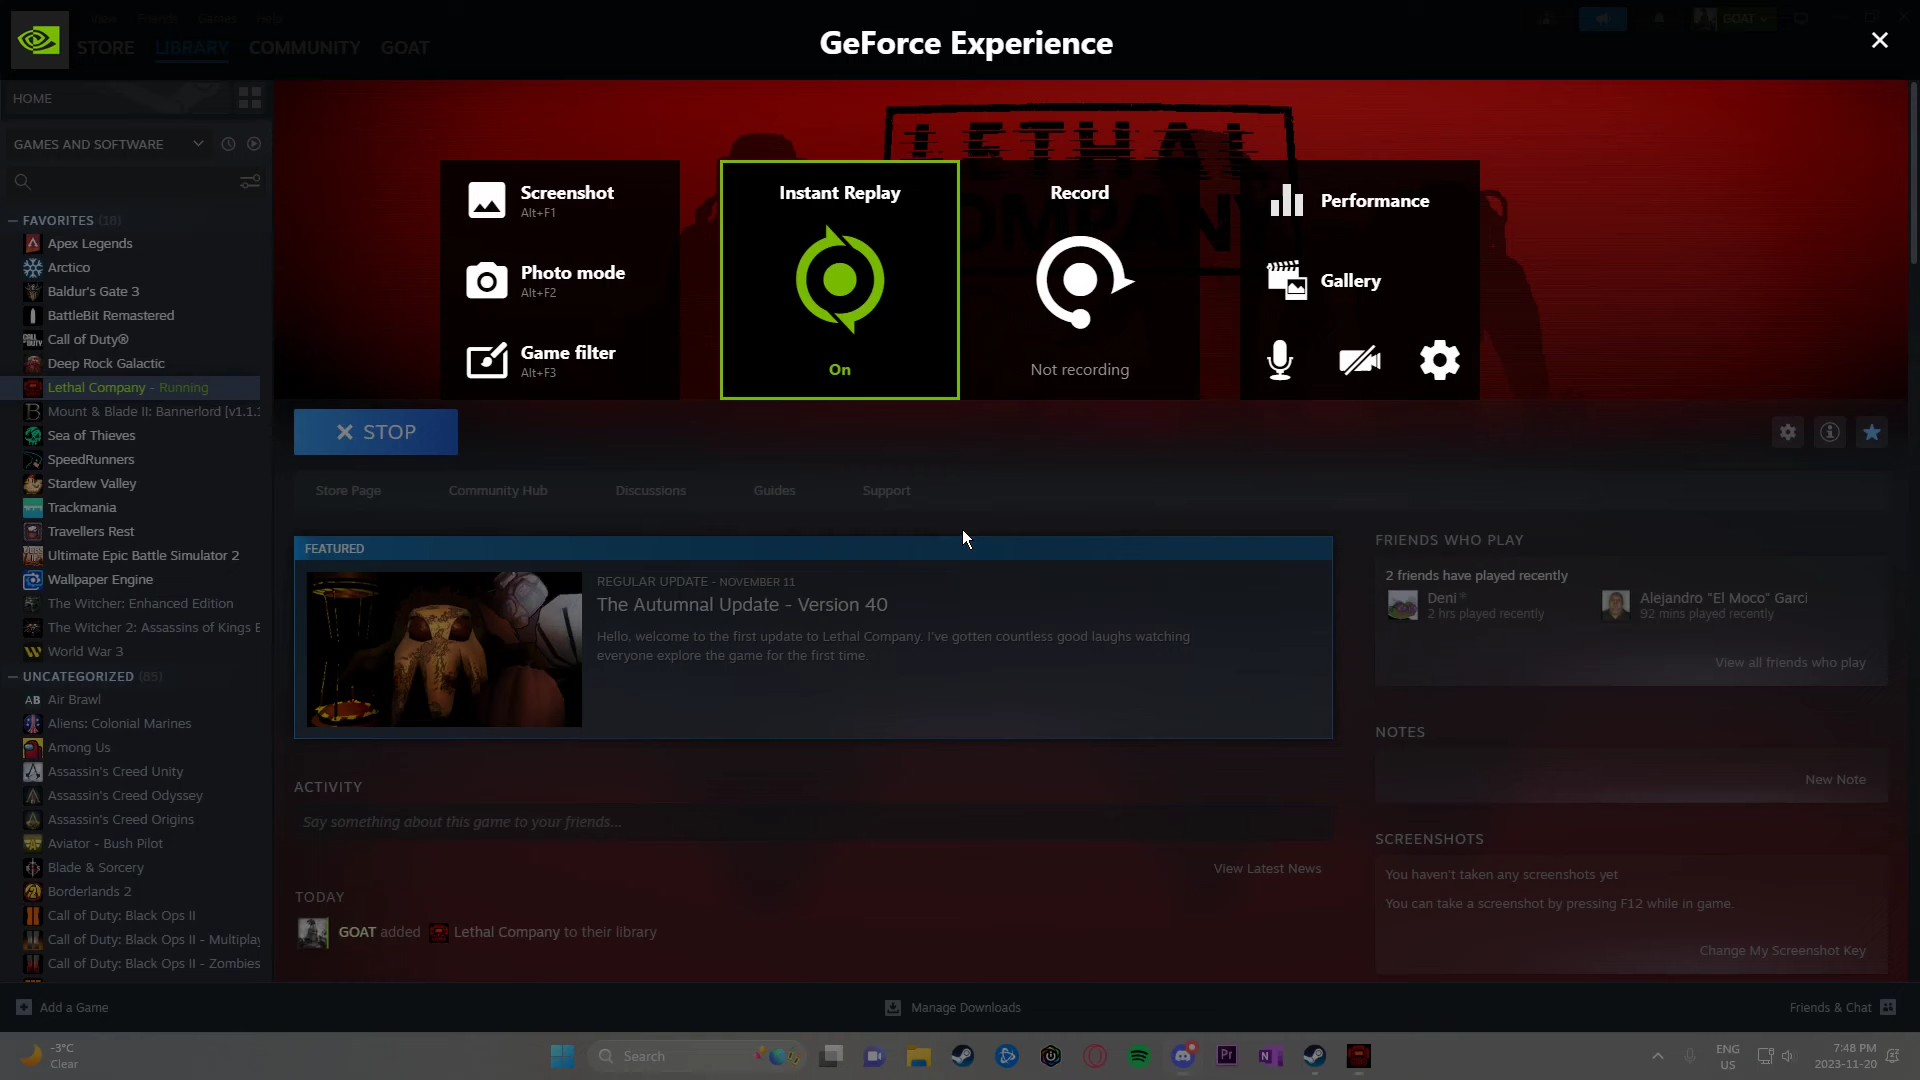 View Friends Games Help
GOAT
STORE LIBRARY COMMUNITY GOAT
GeForce Experience
HOME
GAMES AND SOFTWARE
FAVORITES (18)
Apex Legends
Arctico
Baldur's Gate 3
BattleBit Remastered
Call of Duty®
Deep Rock Galactic
Lethal Company - Running
Mount & Blade II: Bannerlord [v1.1.
Sea of Thieves
SpeedRunners
Stardew Valley
Trackmania
Travellers Rest
Ultimate Epic Battle Simulator 2
Wallpaper Engine
The Witcher: Enhanced Edition
The Witcher 2: Assassins of Kings E
World War 3
UNCATEGORIZED (85)
AB Air Brawl
Aliens: Colonial Marines
Among Us
Assassin's Creed Unity
Assassin's Creed Odyssey
Assassin's Creed Origins
Aviator - Bush Pilot
Blade & Sorcery
Borderlands 2
Call of Duty: Black Ops II
Call of Duty: Black Ops II - Multipla
Call of Duty: Black Ops II - Zombies
LETHAL
COMPANY
Screenshot
Alt+F1
Photo mode
Alt+F2
Game filter
Alt+F3
Instant Replay
On
Record
Not recording
Performance
Gallery
STOP
Store Page Community Hub Discussions Guides Support
FEATURED
REGULAR UPDATE - NOVEMBER 11
The Autumnal Update - Version 40
Hello, welcome to the first update to Lethal Company. I've gotten countless good laughs watching
everyone explore the game for the first time.
ACTIVITY
Say something about this game to your friends...
View Latest News
TODAY
GOAT added Lethal Company to their library
FRIENDS WHO PLAY
2 friends have played recently
Deni *
2 hrs played recently
Alejandro "El Moco" Garci
92 mins played recently
View all friends who play
NOTES
New Note
SCREENSHOTS
You haven't taken any screenshots yet
You can take a screenshot by pressing F12 while in game.
Change My Screenshot Key
Add a Game
Manage Downloads
Friends & Chat
-3°C
Clear
Search
Pr
N
ENG
US
7:48 PM
2023-11-20